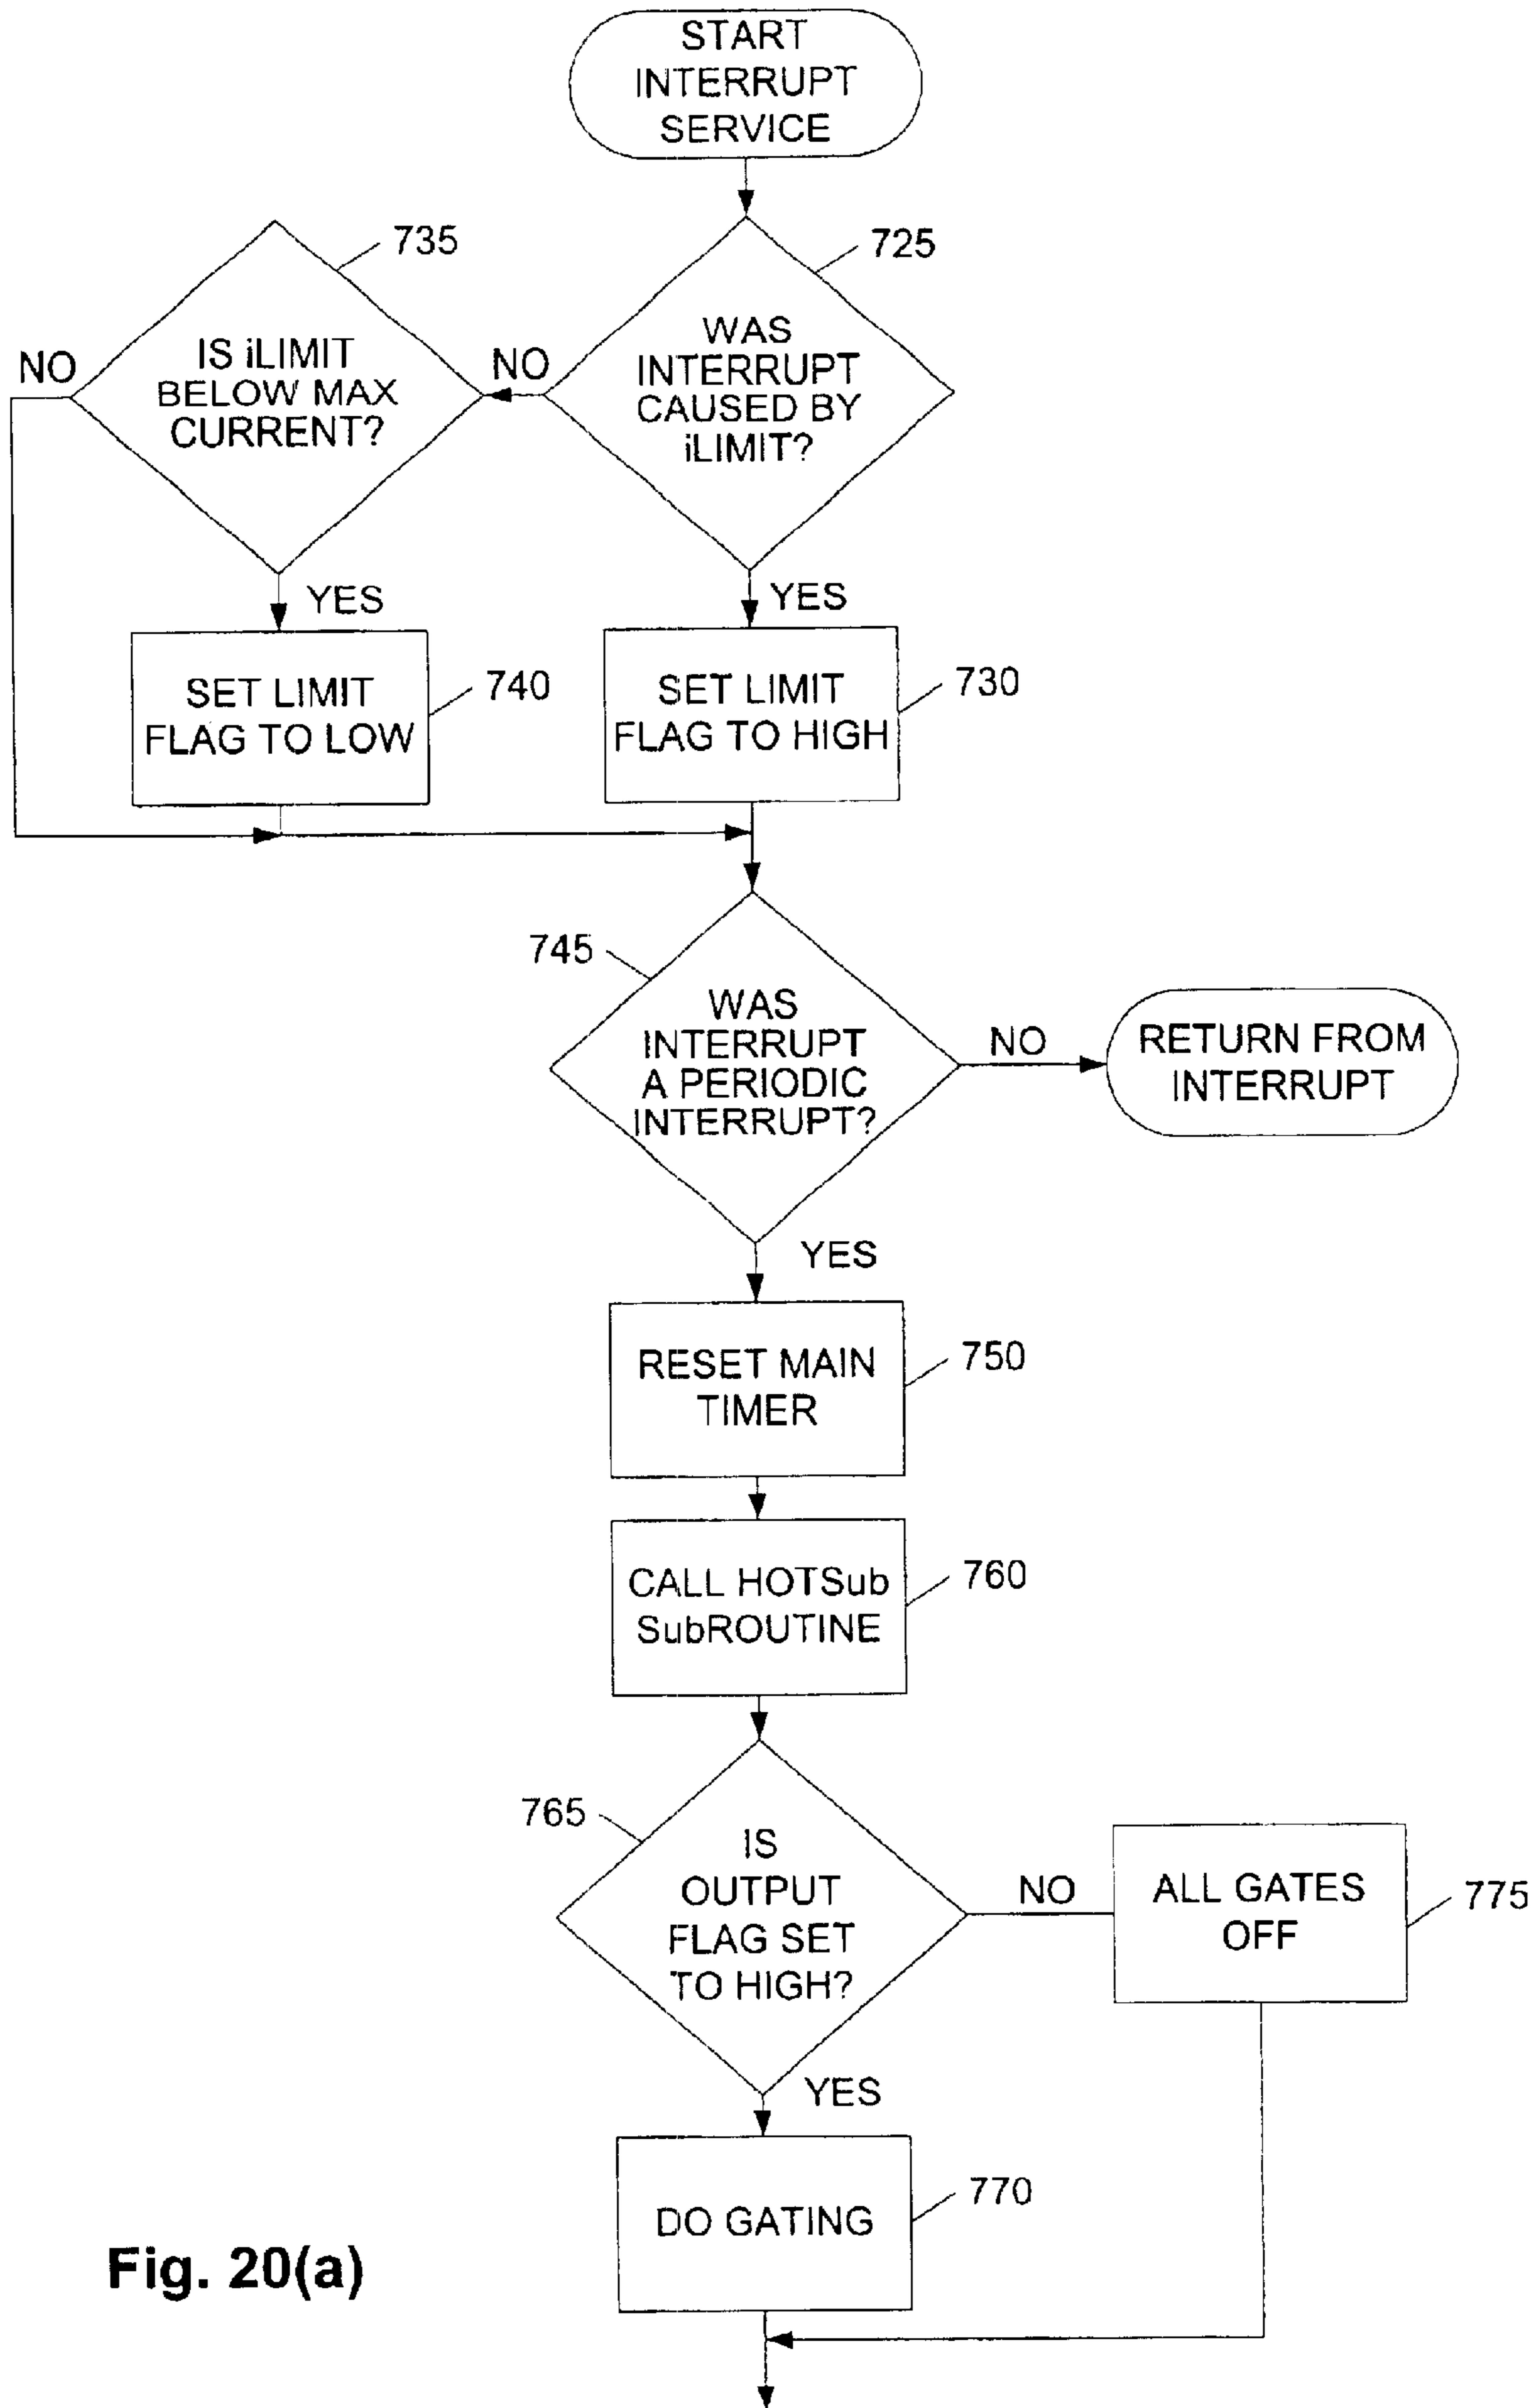 START
INTERRUPT
SERVICE
735
725
IS iLIMIT
BELOW MAX
CURRENT?
WAS
INTERRUPT
CAUSED BY
iLIMIT?
NO
NO
YES
YES
SET LIMIT
FLAG TO LOW
740
SET LIMIT
FLAG TO HIGH
730
745
WAS
INTERRUPT
A PERIODIC
INTERRUPT?
NO
RETURN FROM
INTERRUPT
YES
RESET MAIN
TIMER
750
CALL HOTSub
SubROUTINE
760
765
IS
OUTPUT
FLAG SET
TO HIGH?
NO
ALL GATES
OFF
775
YES
DO GATING
770
Fig. 20(a)